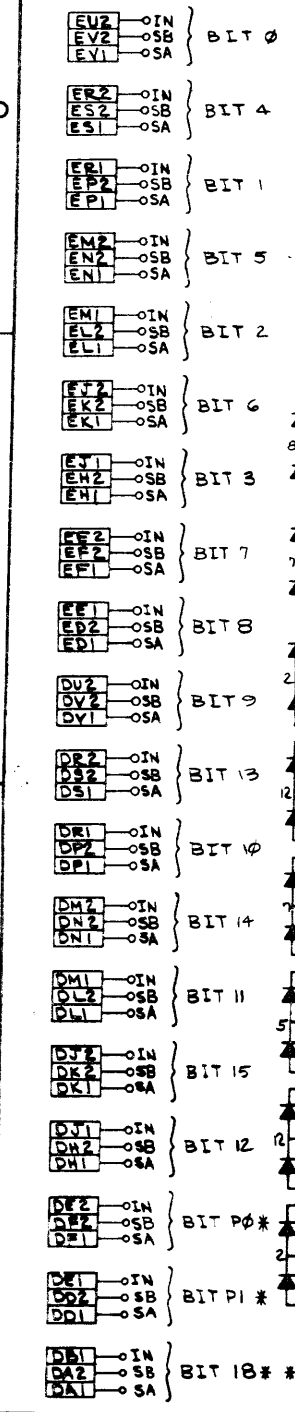 EU2 IN
EV2 SB BIT Ø
EV1 SA
ER2 IN
ES2 SB BIT 4
ES1 SA
ER1 IN
EP2 SB BIT 1
EP1 SA
EM2 IN
EN2 SB BIT 5
EN1 SA
EM1 IN
EL2 SB BIT 2
EL1 SA
EJ2 IN
EK2 SB BIT 6
EK1 SA
EJ1 IN
EH2 SB BIT 3
EH1 SA
EE2 IN
EF2 SB BIT 7
EF1 SA
EE1 IN
ED2 SB BIT 8
ED1 SA
DU2 IN
DV2 SB BIT 9
DV1 SA
DR2 IN
DS2 SB BIT 13
DS1 SA
DR1 IN
DP2 SB BIT 1Ø
DP1 SA
DM2 IN
DN2 SB BIT 14
DN1 SA
DM1 IN
DL2 SB BIT 11
DL1 SA
DJ2 IN
DK2 SB BIT 15
DK1 SA
DJ1 IN
DH2 SB BIT 12
DH1 SA
DE2 IN
DF2 SB BIT PØ*
DF1 SA
DE1 IN
DD2 SB BIT P1 *
DD1 SA
DB1 IN
DA2 SB BIT 18* *
DA1 SA
2
12
5
2